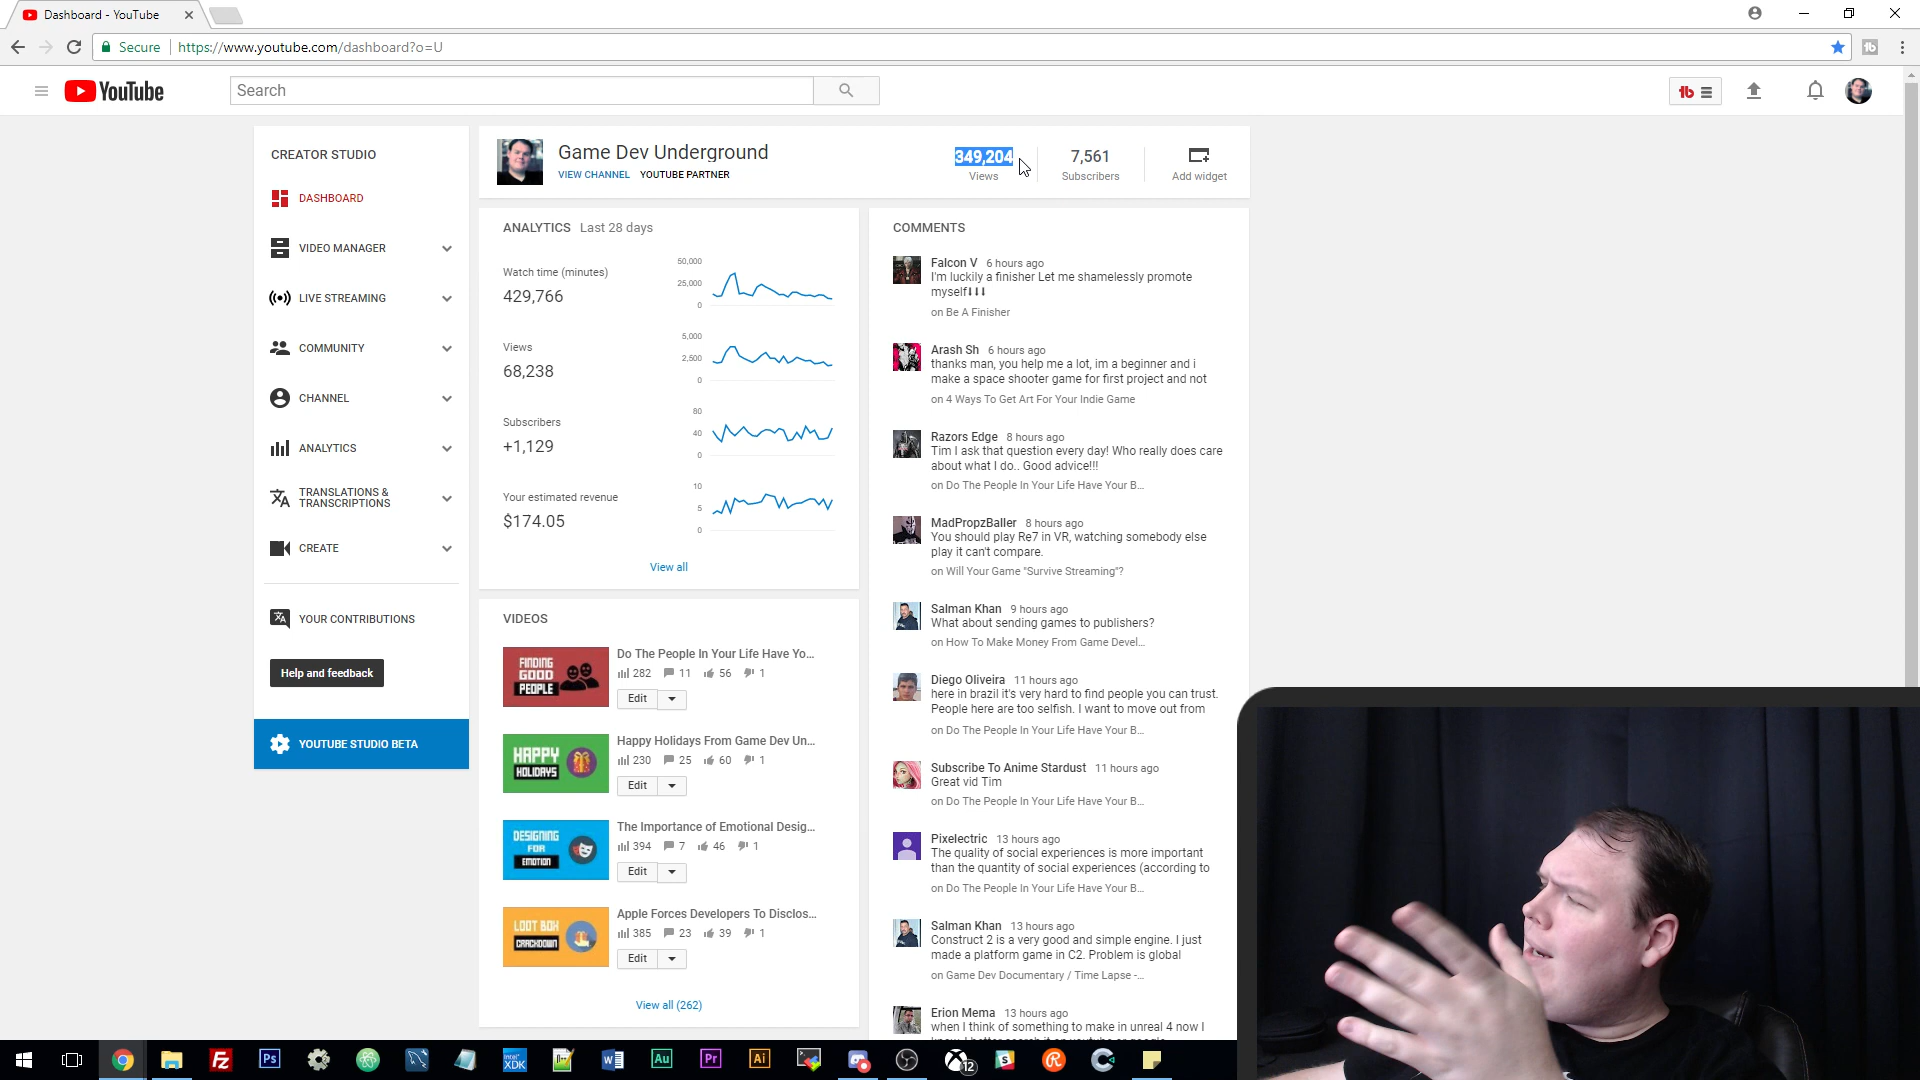 Dashboard - YouTube
Secure
https://www.youtube.com/dashboard?o=U
YouTube
Search
CREATOR STUDIO
DASHBOARD
VIDEO MANAGER
LIVE STREAMING
COMMUNITY
CHANNEL
ANALYTICS
TRANSLATIONS &
TRANSCRIPTIONS
CREATE
YOUR CONTRIBUTIONS
Help and feedback
YOUTUBE STUDIO BETA
Game Dev Underground
VIEW CHANNEL YOUTUBE PARTNER
349,204
Views
7,561
Subscribers
Add widget
ANALYTICS Last 28 days
Watch time (minutes)
429,766
50,000
25,000
0
Views
68,238
5,000
2,500
0
Subscribers
+1,129
80
40
0
Your estimated revenue
$174.05
10
5
0
View all
VIDEOS
FINDING
GOOD
PEOPLE
Do The People In Your Life Have Yo...
282 11 56 1
Edit
HAPPY
HOLIDAYS
Happy Holidays From Game Dev Un...
230 25 60 1
Edit
DESIGNING
FOR
EMOTION
The Importance of Emotional Desig...
394 7 46 1
Edit
LOOT BOX
CRACKDOWN
Apple Forces Developers To Disclos...
385 23 39 1
Edit
View all (262)
COMMENTS
Falcon V 6 hours ago
I'm luckily a finisher Let me shamelessly promote
myself⬇⬇⬇
on Be A Finisher
Arash Sh 6 hours ago
thanks man, you help me a lot, im a beginner and i
make a space shooter game for first project and not
on 4 Ways To Get Art For Your Indie Game
Razors Edge 8 hours ago
Tim I ask that question every day! Who really does care
about what I do.. Good advice!!!
on Do The People In Your Life Have Your B...
MadPropzBaller 8 hours ago
You should play Re7 in VR, watching somebody else
play it can't compare.
on Will Your Game "Survive Streaming"?
Salman Khan 9 hours ago
What about sending games to publishers?
on How To Make Money From Game Devel...
Diego Oliveira 11 hours ago
here in brazil it's very hard to find people you can trust.
People here are too selfish. I want to move out from
on Do The People In Your Life Have Your B...
Subscribe To Anime Stardust 11 hours ago
Great vid Tim
on Do The People In Your Life Have Your B...
Pixelectric 13 hours ago
The quality of social experiences is more important
than the quantity of social experiences (according to
on Do The People In Your Life Have Your B...
Salman Khan 13 hours ago
Construct 2 is a very good and simple engine. I just
made a platform game in C2. Problem is global
on Game Dev Documentary / Time Lapse -...
Erion Mema 13 hours ago
when I think of something to make in unreal 4 now I
Fz
Ps
Intel
XDK
W
Au
Pr
Ai
12